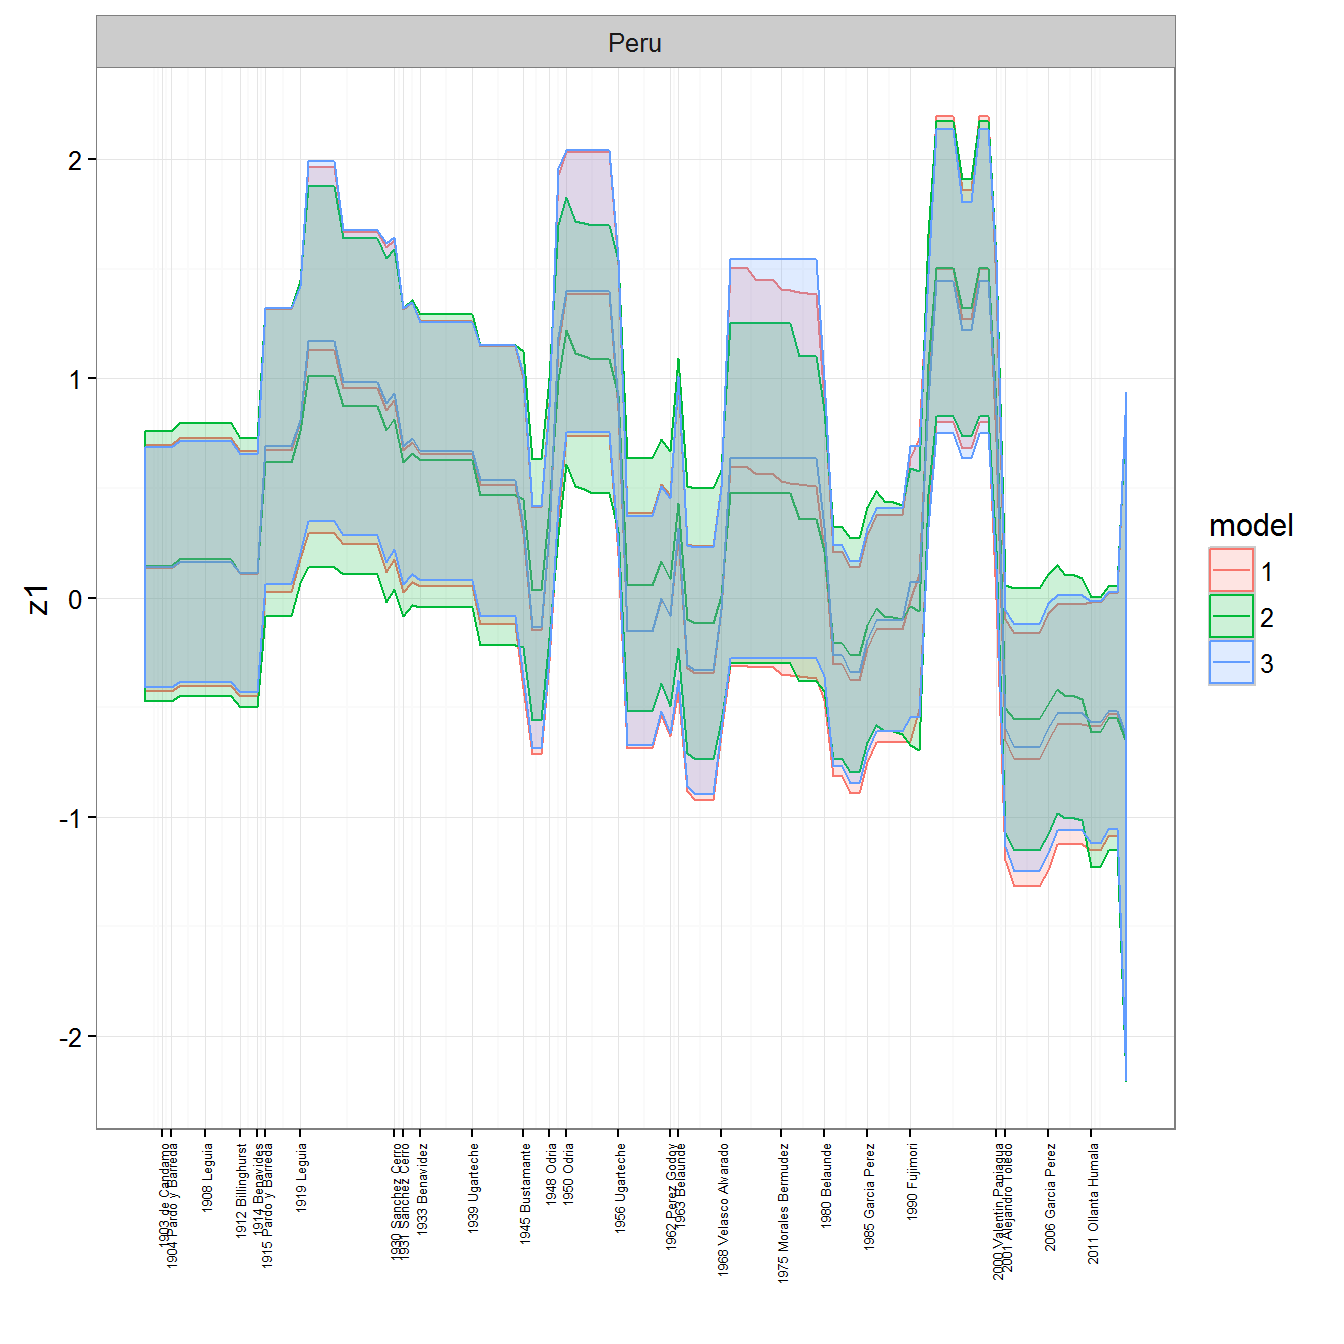 Peru
2
1
0
-1
-2
z1
model
1
2
3
1903 de Candamo
1904 Pardo y Barreda
1908 Leguia
1912 Billinghurst
1914 Benavides
1915 Pardo y Barreda
1919 Leguia
1930 Sanchez Cerro
1931 Sanchez Cerro
1933 Benavidez
1939 Ugarteche
1945 Bustamante
1948 Odria
1950 Odria
1956 Ugarteche
1962 Perez Godoy
1963 Belaunde
1968 Velasco Alvarado
1975 Morales Bermudez
1980 Belaunde
1985 Garcia Perez
1990 Fujimori
2000 Valentin Paniagua
2001 Alejandro Toledo
2006 Garcia Perez
2011 Ollanta Humala